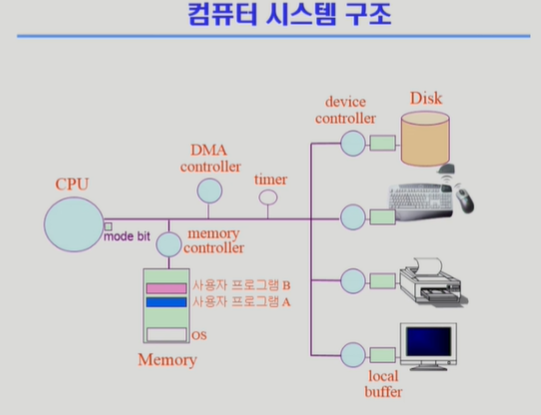 컴퓨터 시스템 구조
device
controller
Disk
DMA
controller
timer
CPU
mode bit
memory
controller
사용자 프로그램 B
사용자 프로그램 A
OS
Memory
local
buffer